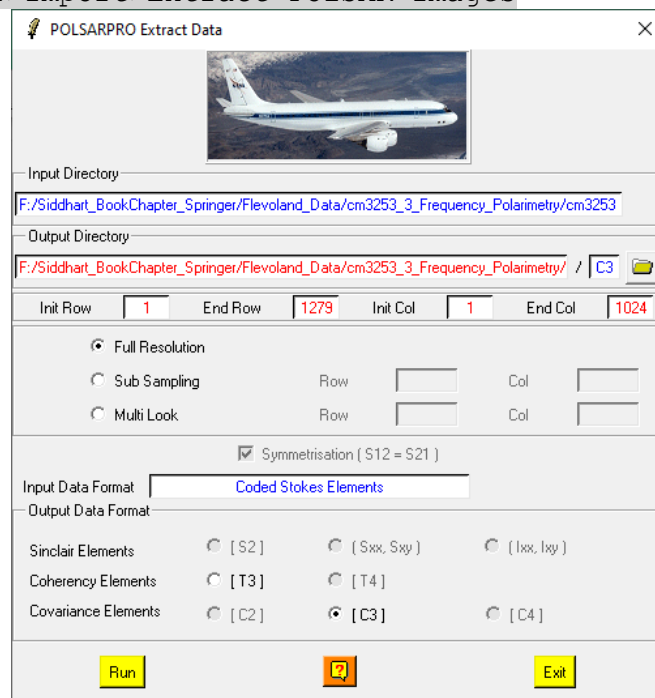 POLSARPRO Extract Data
Input Directory
F:/Siddhart_BookChapter_Springer/Flevoland_Data/cm3253_3_Frequency_Polarimetry/cm3253
Output Directory
F:/Siddhart_BookChapter_Springer/Flevoland_Data/cm3253_3_Frequency_Polarimetry/ / C3
Init Row 1 End Row 1279 Init Col 1 End Col 1024
Full Resolution
Sub Sampling Row Col
Multi Look Row Col
Symmetrisation ( S12 = S21 )
Input Data Format Coded Stokes Elements
Output Data Format
Sinclair Elements [ S2 ] ( Sxx, Sxy ) ( Ixx, Ixy )
Coherency Elements [ T3 ] [ T4 ]
Covariance Elements [ C2 ] [ C3 ] [ C4 ]
Run ? Exit